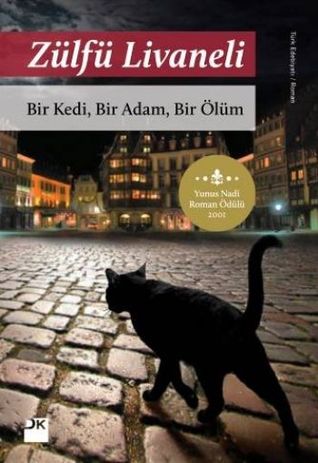 Zülfü Livaneli
Türk Edebiyatı / Roman
Bir Kedi, Bir Adam, Bir Ölüm
Yunus Nadi
Roman Ödülü
2001
DK